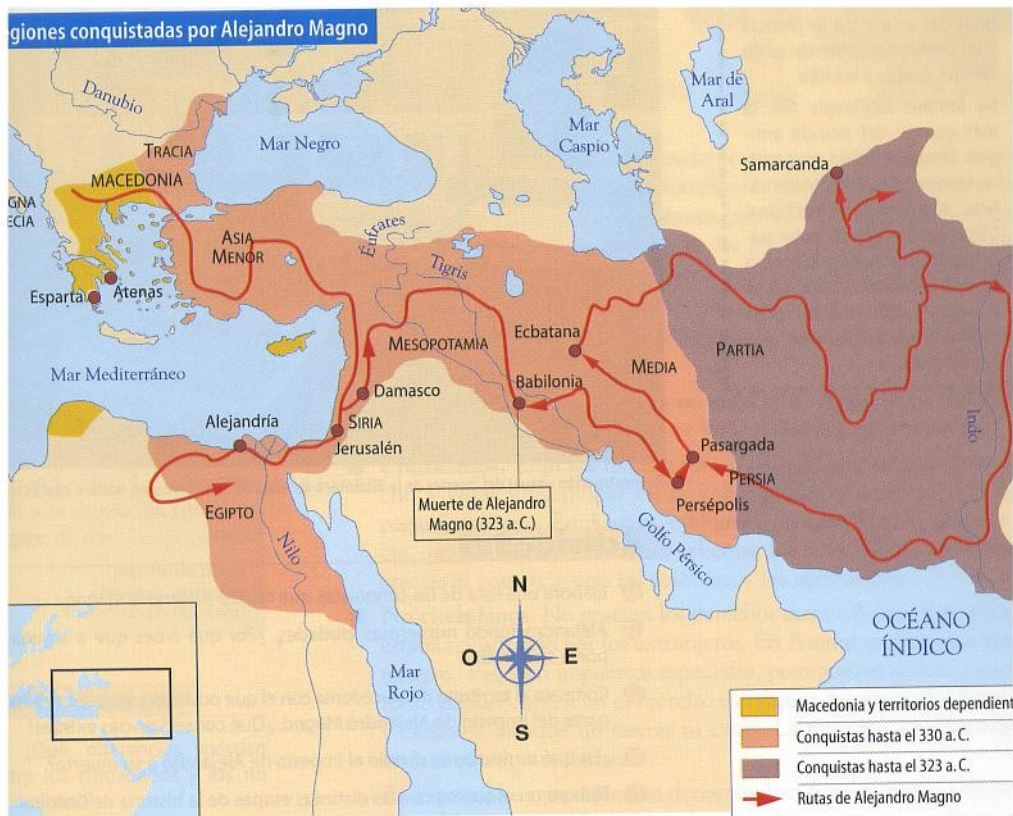 giones conquistadas por Alejandro Magno
Danubio
TRACIA
MACEDONIA
GNA
ECIA
Mar Negro
Mar
Caspio
Mar de
Aral
Samarcanda
ASIA
MENOR
Éufrates
Tigris
Esparta
Atenas
Mar Mediterráneo
MESOPOTAMIA
Ecbatana
MEDIA
PARTIA
Damasco
Babilonia
SIRIA
Jerusalén
Alejandría
Pasargada
PERSIA
Persépolis
Indo
EGIPTO
Nilo
Muerte de Alejandro
Magno (323 a. C.)
Golfo Pérsico
Mar
Rojo
OCÉANO
ÍNDICO
N
O
E
S
Macedonia y territorios dependient
Conquistas hasta el 330 a. C.
Conquistas hasta el 323 a. C.
Rutas de Alejandro Magno